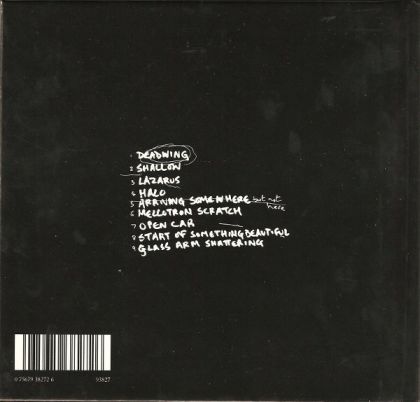 1 DEADWING
2 SHALLOW
3 LAZARUS
4 HALO
5 ARRIVING SOMEWHERE but not here
6 MELLOTRON SCRATCH
7 OPEN CAR
8 START OF SOMETHING BEAUTIFUL
9 GLASS ARM SHATTERING
0 75679 38272 6 93827